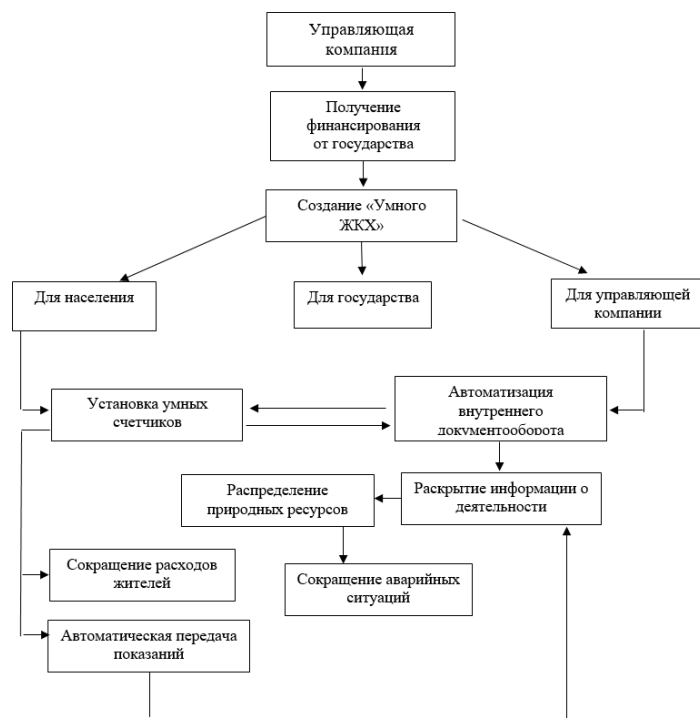 Управляющая
компания
Получение
финансирования
от государства
Создание «Умного
ЖКХ»
Для населения
Для государства
Для управляющей
компании
Установка умных
счетчиков
Автоматизация
внутреннего
документооборота
Распределение
природных ресурсов
Раскрытие информации о
деятельности
Сокращение расходов
жителей
Сокращение аварийных
ситуаций
Автоматическая передача
показаний